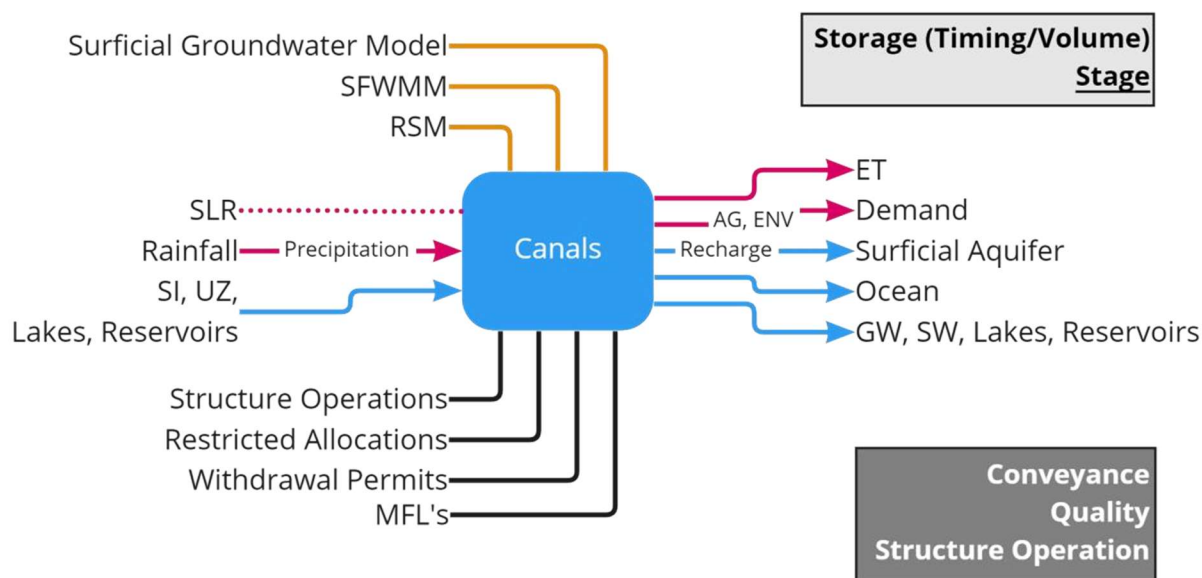 Surficial Groundwater Model
SFWMM
RSM
Storage (Timing/Volume)
Stage
SLR
Rainfall
Precipitation
SI, UZ,
Lakes, Reservoirs
Canals
ET
AG, ENV
Demand
Recharge
Surficial Aquifer
Ocean
GW, SW, Lakes, Reservoirs
Structure Operations
Restricted Allocations
Withdrawal Permits
MFL's
Conveyance
Quality
Structure Operation